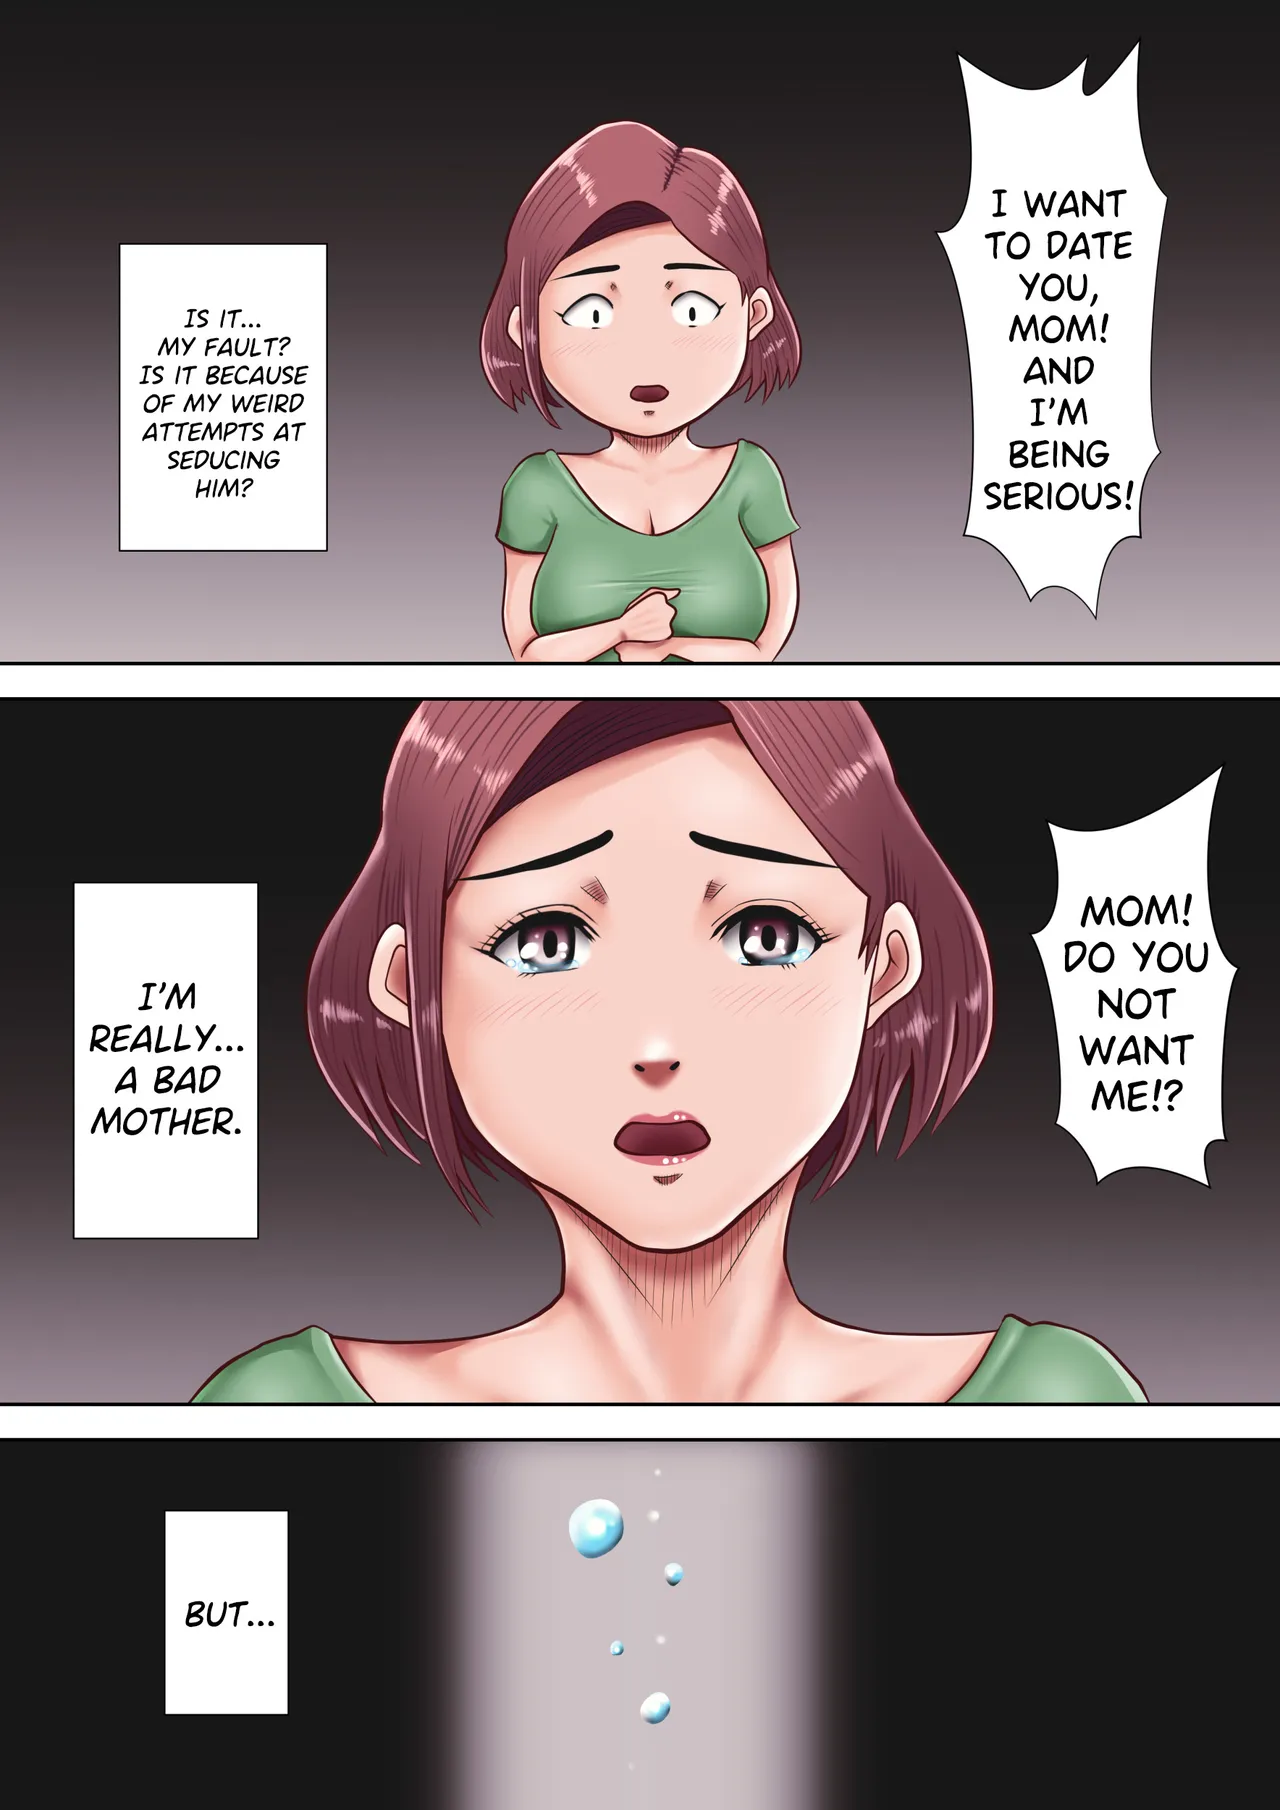 I WANT
TO DATE
YOU,
MOM!
AND
I'M
BEING
SERIOUS!
IS IT...
MY FAULT?
IS IT BECAUSE
OF MY WEIRD
ATTEMPTS AT
SEDUCING
HIM?
MOM!
DO YOU
NOT
WANT
ME!?
I'M
REALLY...
A BAD
MOTHER.
BUT...